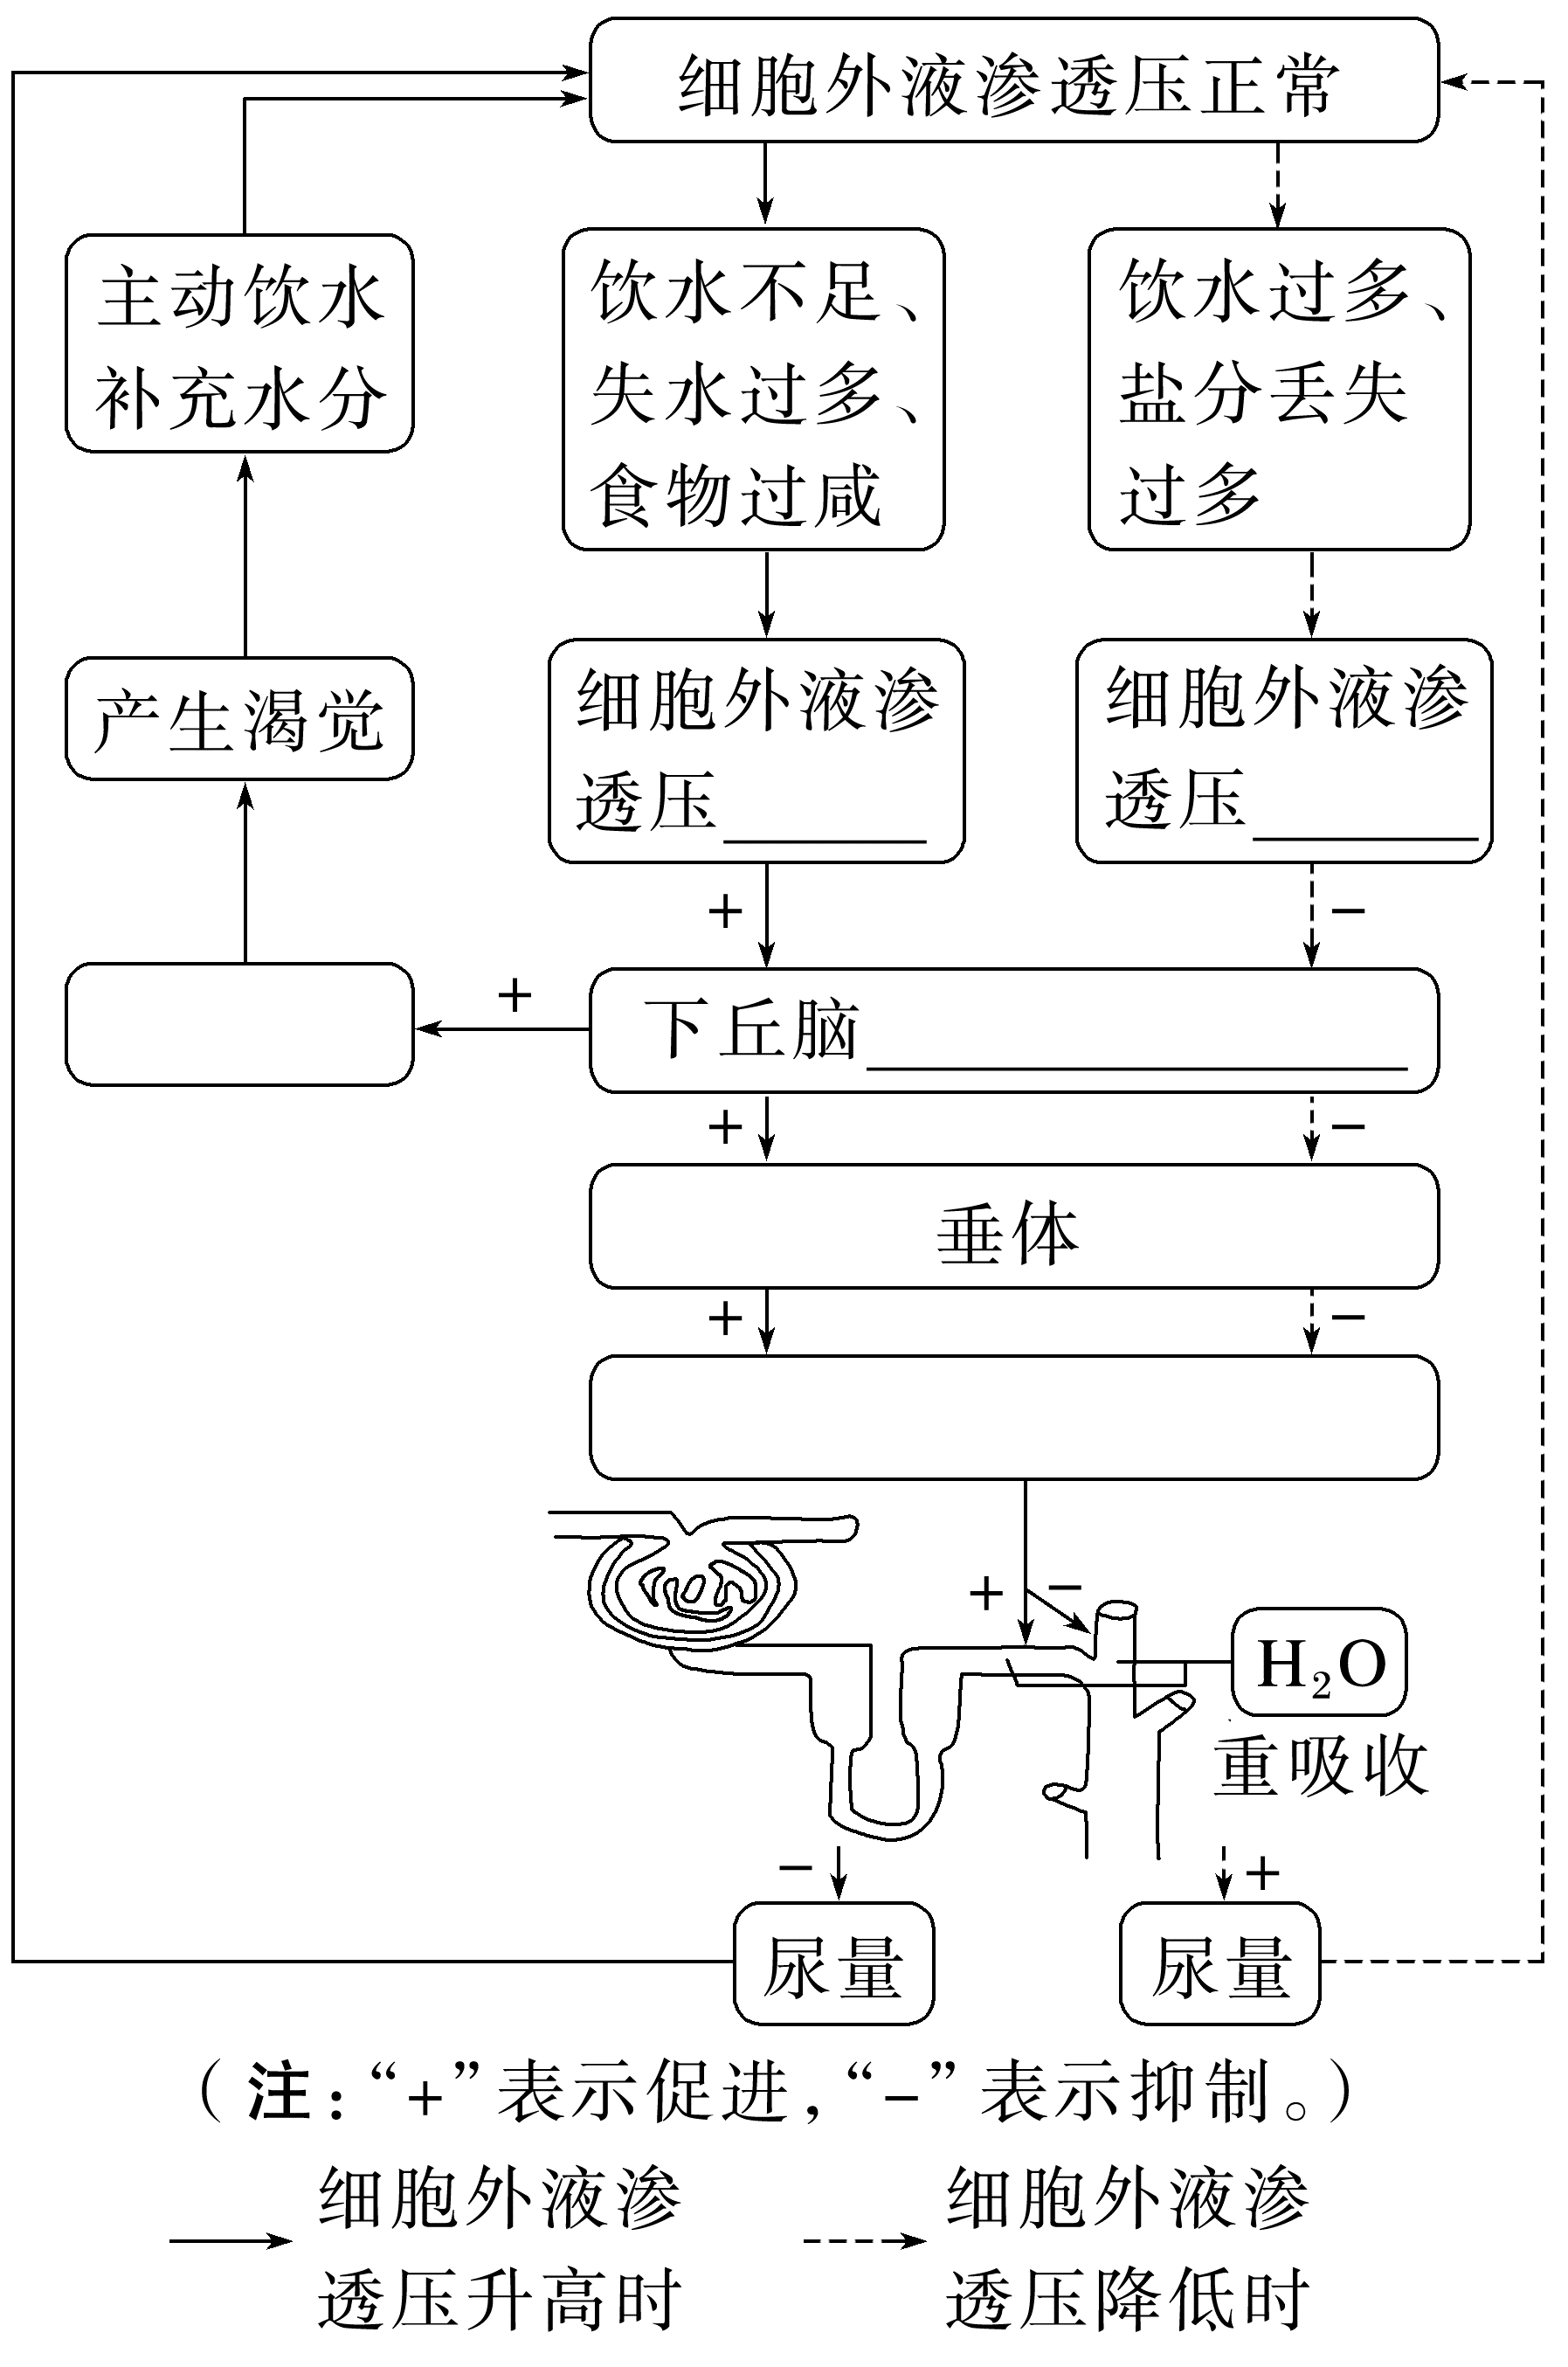 细胞外液渗透压正常
主动饮水
补充水分
饮水不足、
失水过多、
食物过咸
饮水过多、
盐分丢失
过多
产生渴觉
细胞外液渗
透压
细胞外液渗
透压
+
−
+
下丘脑
+
−
垂体
+
−
+
−
H₂O
重吸收
−
+
尿量
尿量
(注:“+”表示促进,“−”表示抑制。)
细胞外液渗
透压升高时
细胞外液渗
透压降低时